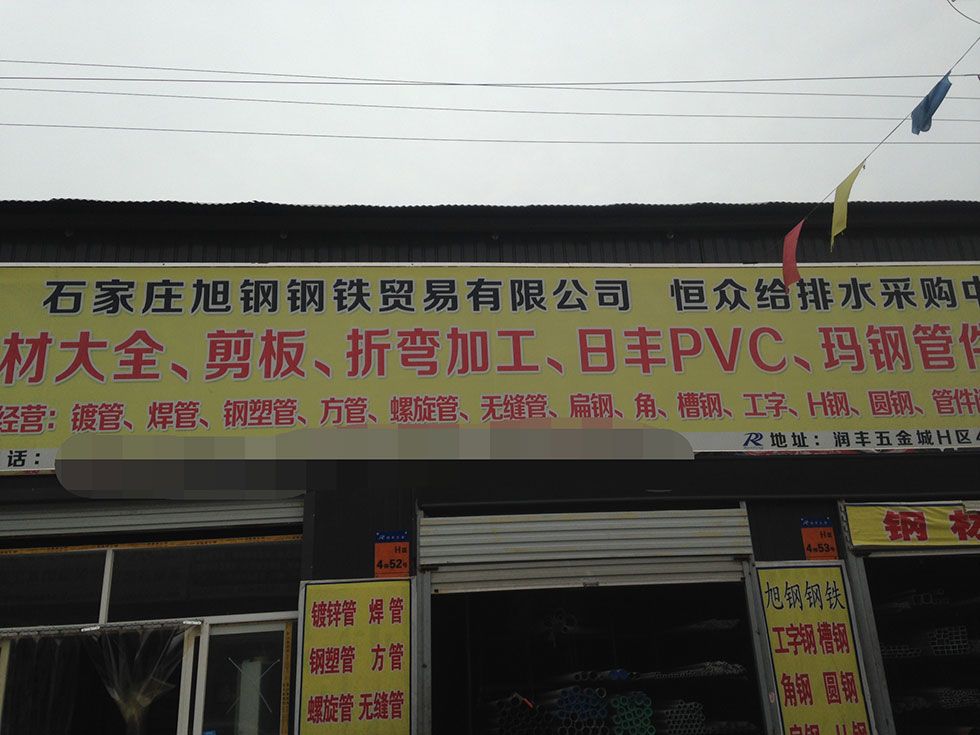 石家庄旭钢钢铁贸易有限公司 恒众给排水采购中
材大全、剪板、折弯加工、日丰PVC、玛钢管件
经营：镀管、焊管、钢塑管、方管、螺旋管、无缝管、扁钢、角、槽钢、工字、H钢、圆钢、管件
话：
地址：润丰五金城H区4
H区
4排52号
H区
4排53号
钢材
镀锌管 焊管
钢塑管 方管
螺旋管 无缝管
旭钢钢铁
工字钢 槽钢
角钢 圆钢
扁钢 H钢